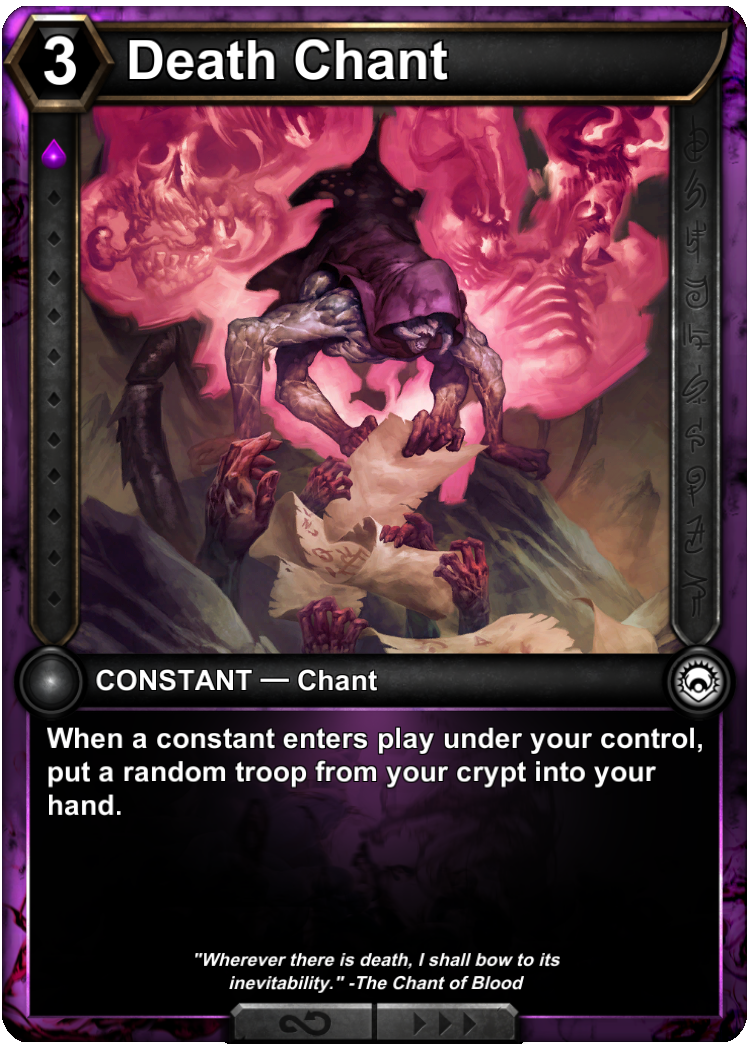 3
Death Chant
CONSTANT — Chant
When a constant enters play under your control,
put a random troop from your crypt into your
hand.
"Wherever there is death, I shall bow to its
inevitability." -The Chant of Blood